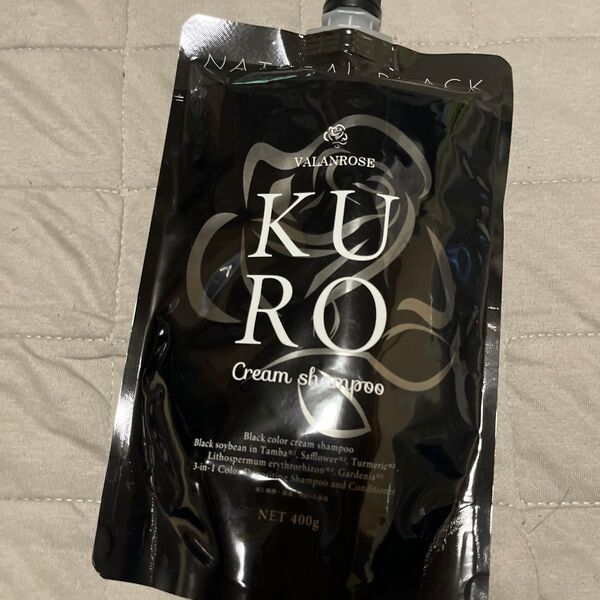 NATURAL BLACK
VALANROSE
KU
RO
Cream shampoo
Black color cream shampoo
Black soybean in Tamba※1, Safflower※2, Turmeric※3
Lithospermum erythrorhizon※4, Gardenia※5
3-in-1 Color Depositing Shampoo and Conditioner
NET 400g